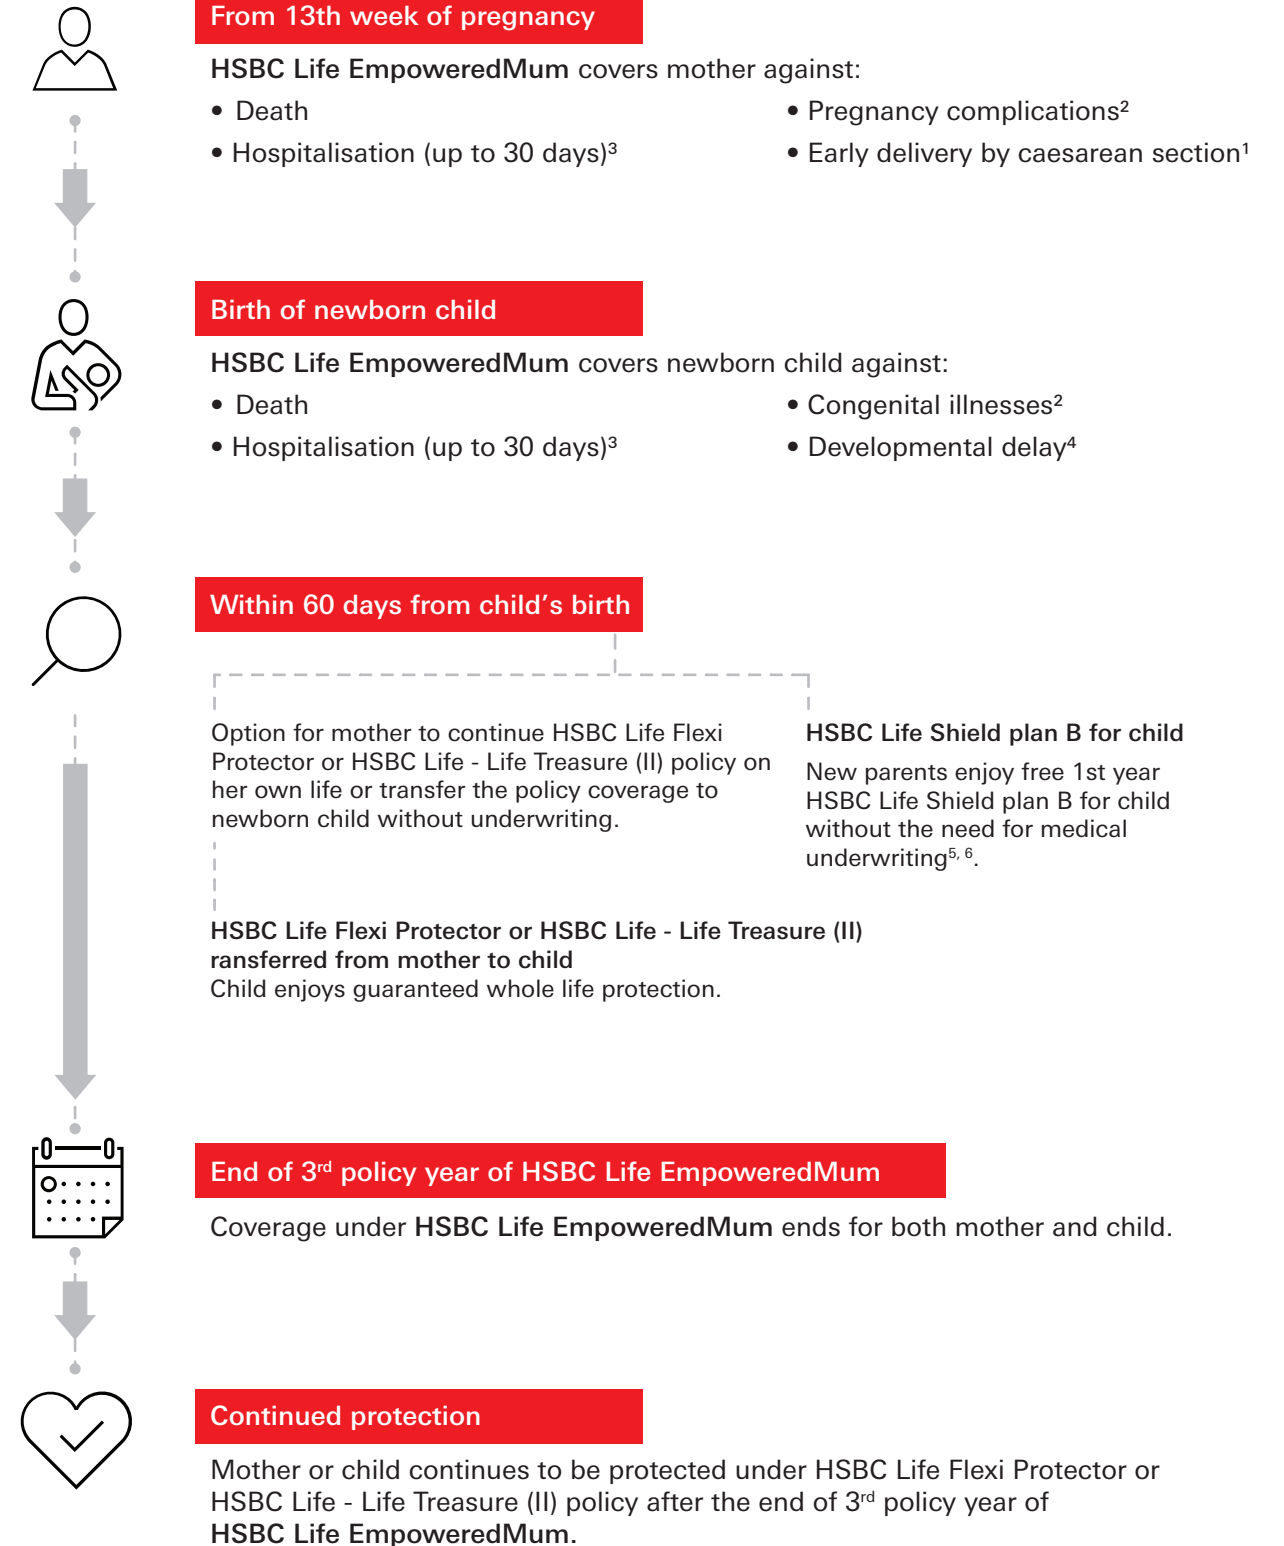 From 13th week of pregnancy
HSBC Life EmpoweredMum covers mother against:
• Death
• Hospitalisation (up to 30 days)³
• Pregnancy complications²
• Early delivery by caesarean section¹
Birth of newborn child
HSBC Life EmpoweredMum covers newborn child against:
• Death
• Hospitalisation (up to 30 days)³
• Congenital illnesses²
• Developmental delay⁴
Within 60 days from child's birth
Option for mother to continue HSBC Life Flexi
Protector or HSBC Life - Life Treasure (II) policy on
her own life or transfer the policy coverage to
newborn child without underwriting.
HSBC Life Shield plan B for child
New parents enjoy free 1st year
HSBC Life Shield plan B for child
without the need for medical
underwriting⁵, ⁶.
HSBC Life Flexi Protector or HSBC Life - Life Treasure (II)
ransferred from mother to child
Child enjoys guaranteed whole life protection.
End of 3rd policy year of HSBC Life EmpoweredMum
Coverage under HSBC Life EmpoweredMum ends for both mother and child.
Continued protection
Mother or child continues to be protected under HSBC Life Flexi Protector or
HSBC Life - Life Treasure (II) policy after the end of 3rd policy year of
HSBC Life EmpoweredMum.